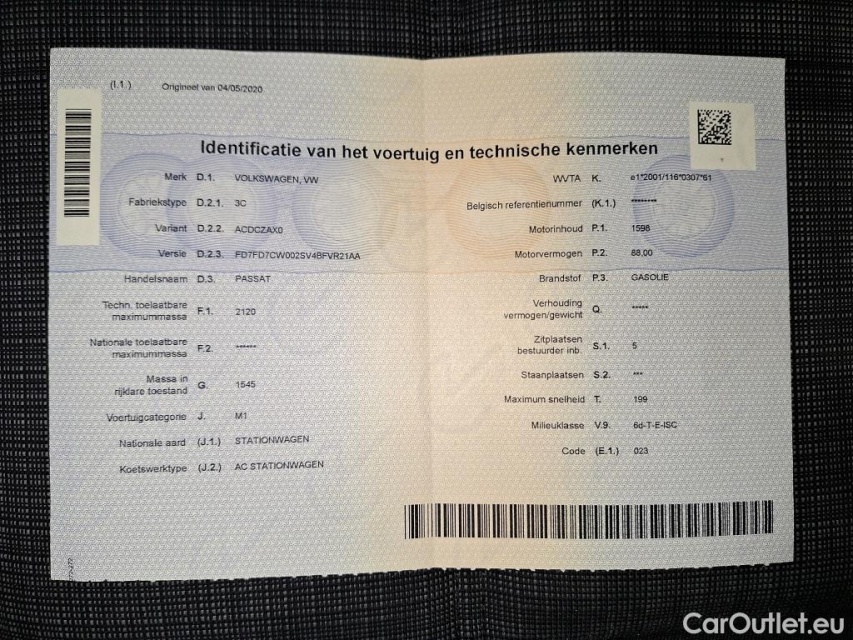 (I.1.) Origineel van 04/05/2020
Identificatie van het voertuig en technische kenmerken
Merk D.1. VOLKSWAGEN, VW
Fabriekstype D.2.1. 3C
Variant D.2.2. ACDCZAX0
Versie D.2.3. FD7FD7CW002SV4BFVR21AA
Handelsnaam D.3. PASSAT
Techn. toelaatbare
maximummassa F.1. 2120
Nationale toelaatbare
maximummassa F.2. ******
Massa in
rijklare toestand G. 1545
Voertuigcategorie J. M1
Nationale aard (J.1.) STATIONWAGEN
Koetswerktype (J.2.) AC STATIONWAGEN
WVTA K. e1*2001/116*0307*61
Belgisch referentienummer (K.1.) ********
Motorinhoud P.1. 1598
Motorvermogen P.2. 88,00
Brandstof P.3. GASOLIE
Verhouding
vermogen/gewicht Q. *****
Zitplaatsen
bestuurder inb. S.1. 5
Staanplaatsen S.2. ***
Maximum snelheid T. 199
Milieuklasse V.9. 6d-T-E-ISC
Code (E.1.) 023
CarOutlet.eu